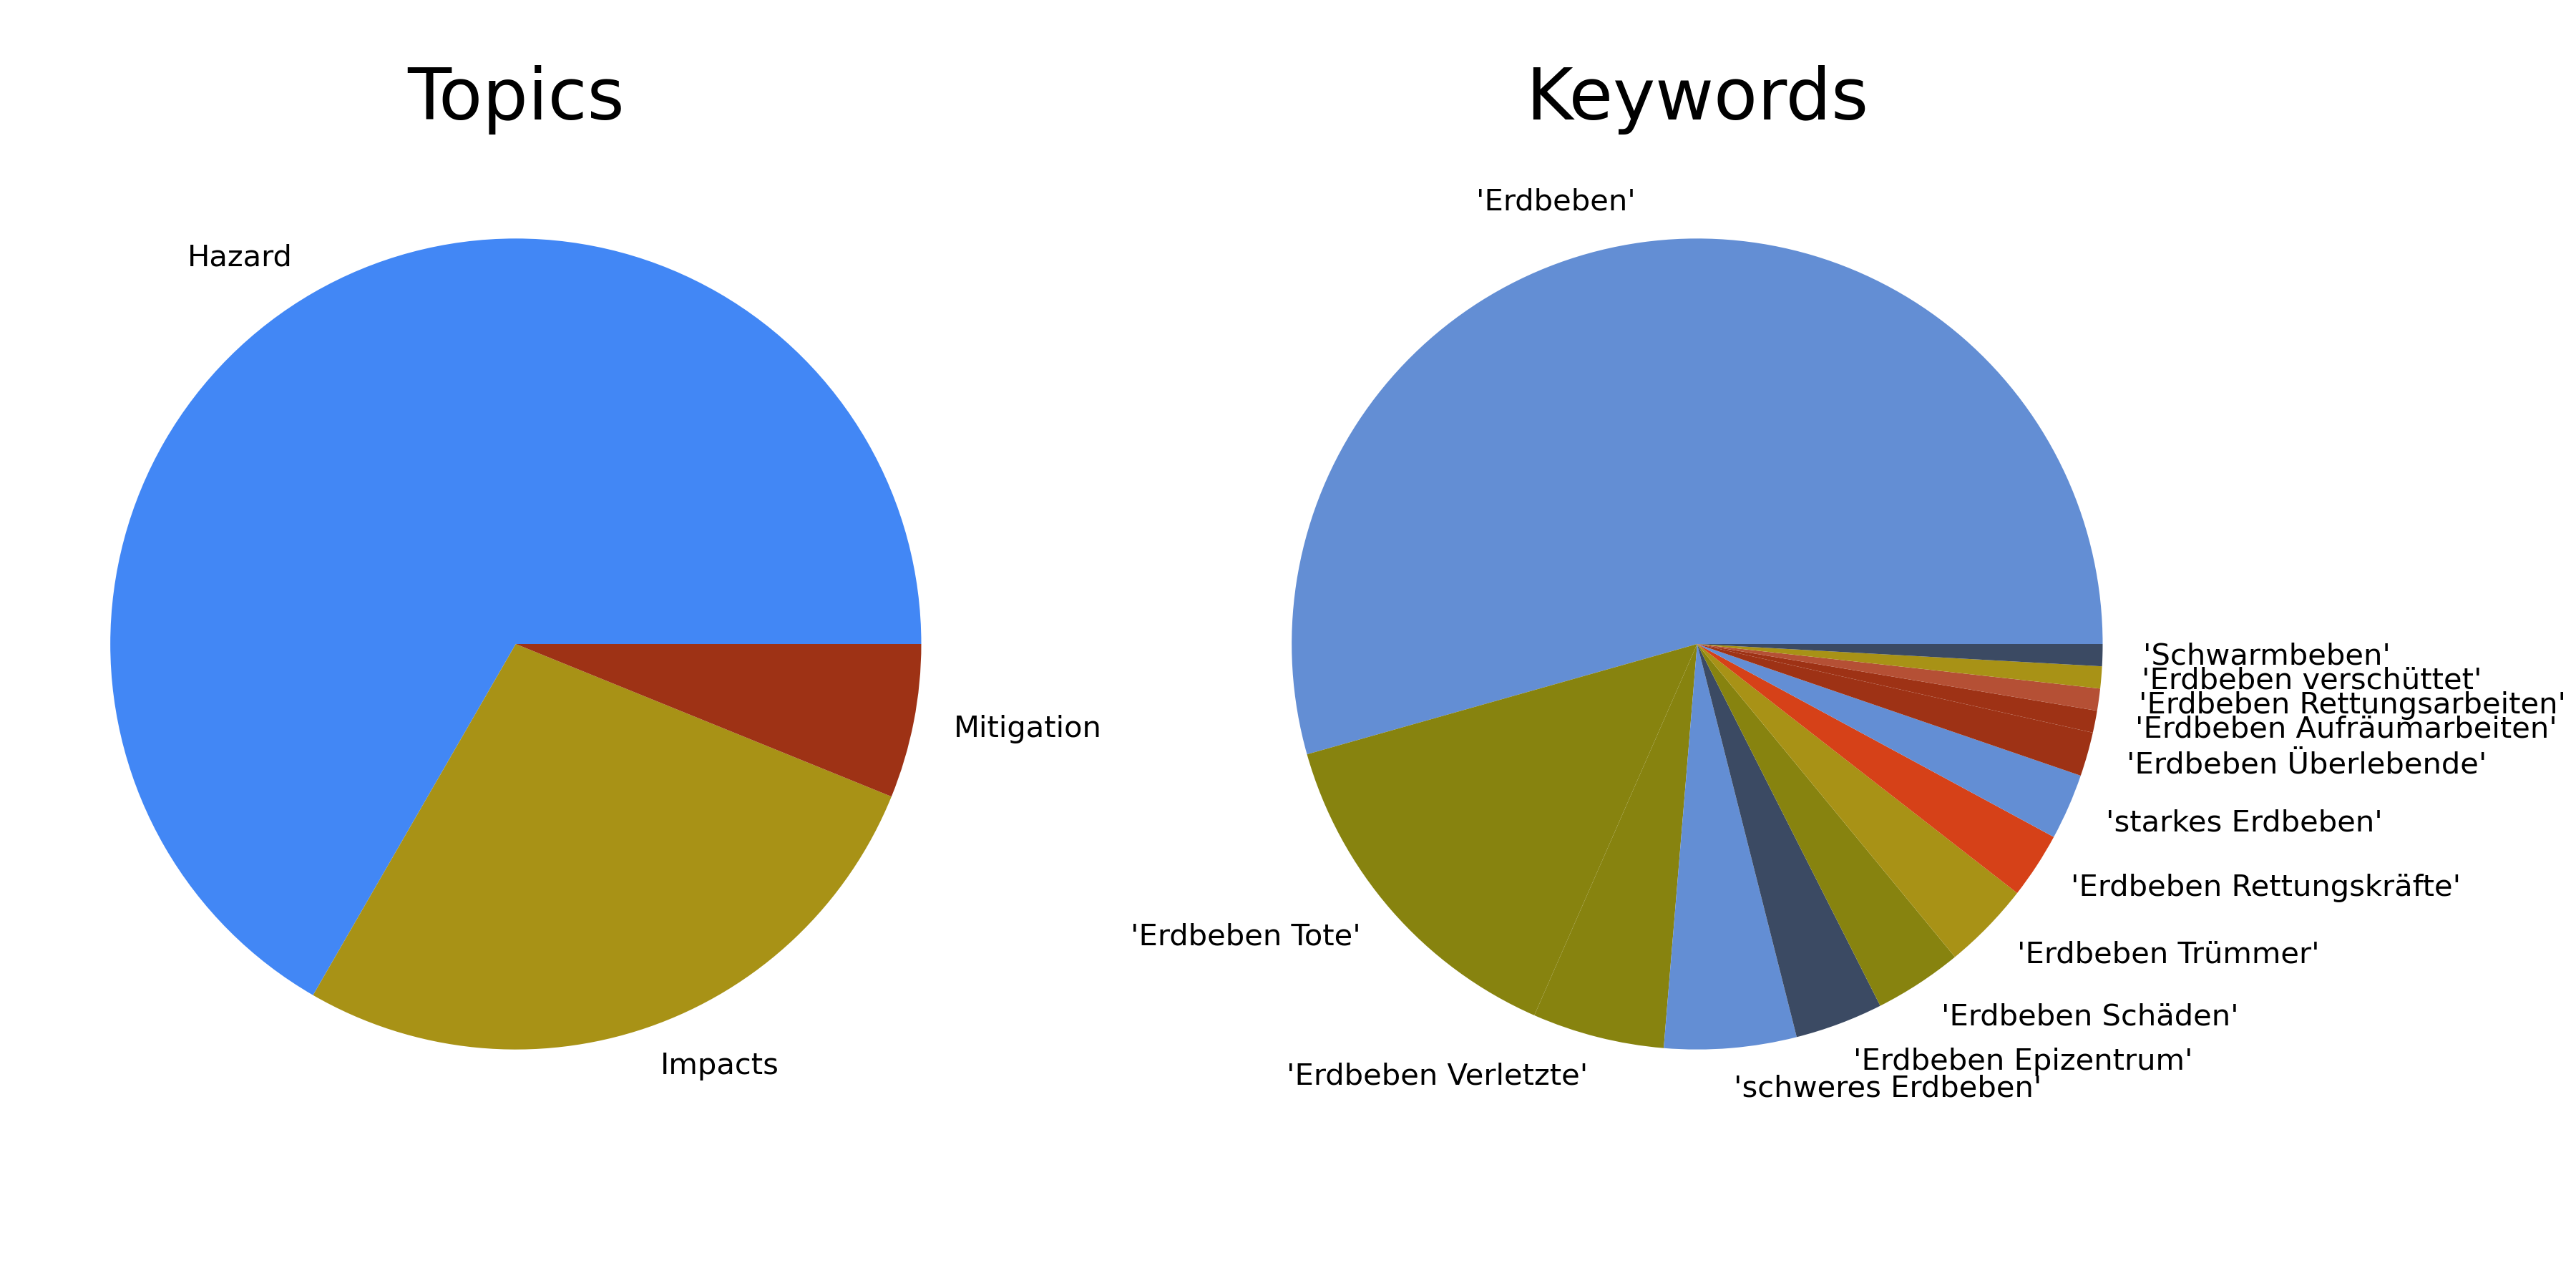 Topics
Hazard
Impacts
Mitigation
Keywords
'Erdbeben'
'Erdbeben Tote'
'Erdbeben Verletzte'
'schweres Erdbeben'
'Erdbeben Epizentrum'
'Erdbeben Schäden'
'Erdbeben Trümmer'
'Erdbeben Rettungskräfte'
'starkes Erdbeben'
'Erdbeben Überlebende'
'Erdbeben Aufräumarbeiten'
'Erdbeben Rettungsarbeiten'
'Erdbeben verschüttet'
'Schwarmbeben'